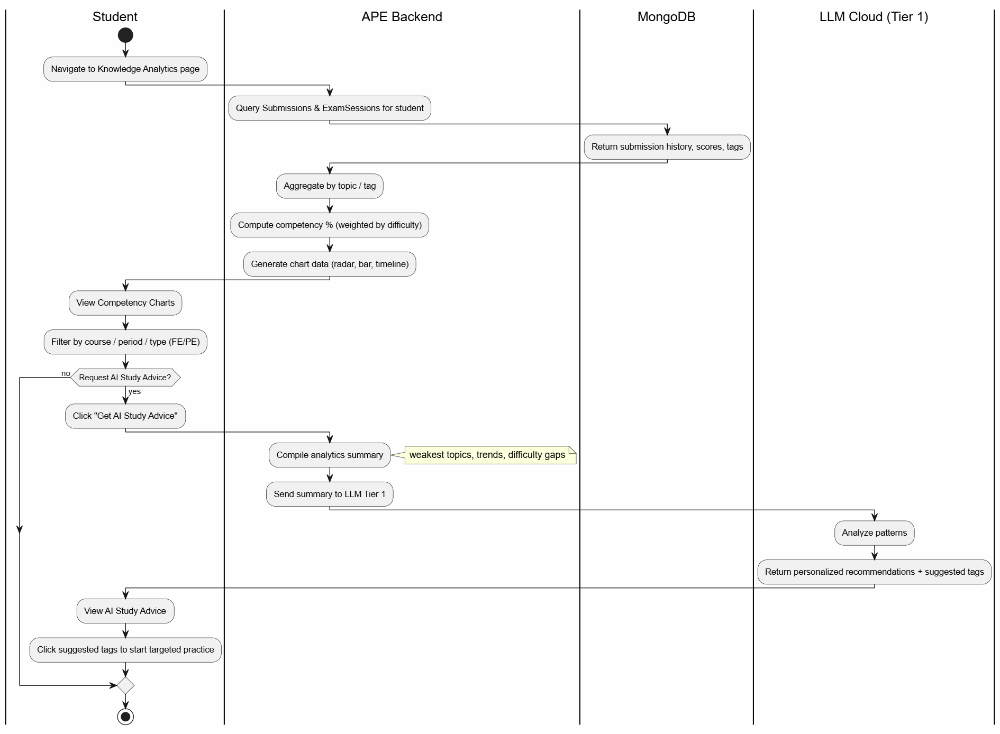 Student
APE Backend
MongoDB
LLM Cloud (Tier 1)
Navigate to Knowledge Analytics page
Query Submissions & ExamSessions for student
Return submission history, scores, tags
Aggregate by topic / tag
Compute competency % (weighted by difficulty)
Generate chart data (radar, bar, timeline)
View Competency Charts
Filter by course / period / type (FE/PE)
no
Request AI Study Advice?
yes
Click "Get AI Study Advice"
Compile analytics summary
weakest topics, trends, difficulty gaps
Send summary to LLM Tier 1
Analyze patterns
Return personalized recommendations + suggested tags
View AI Study Advice
Click suggested tags to start targeted practice